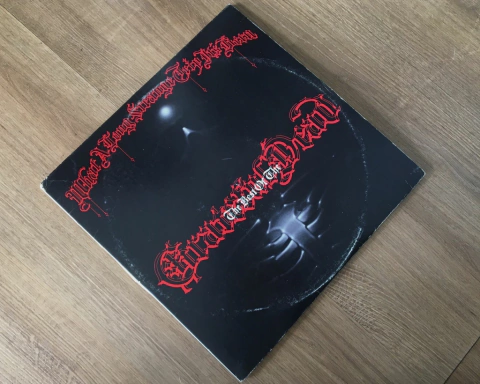 What A Long Strange Trip It's Been
The Best Of The
Grateful Dead